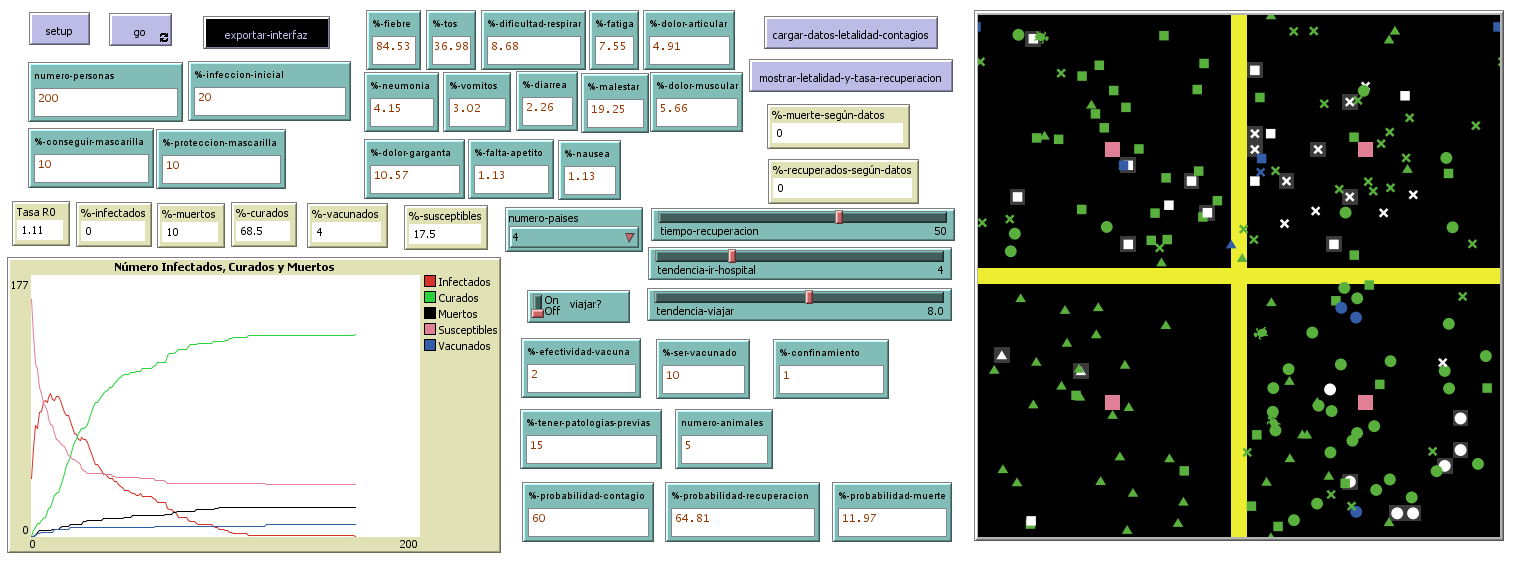 setup
go
exportar-interfaz
numero-personas
200
%-infeccion-inicial
20
%-conseguir-mascarilla
10
%-proteccion-mascarilla
10
%-fiebre
84.53
%-tos
36.98
%-dificultad-respirar
8.68
%-fatiga
7.55
%-dolor-articular
4.91
%-neumonia
4.15
%-vomitos
3.02
%-diarrea
2.26
%-malestar
19.25
%-dolor-muscular
5.66
%-dolor-garganta
10.57
%-falta-apetito
1.13
%-nausea
1.13
cargar-datos-letalidad-contagios
mostrar-letalidad-y-tasa-recuperacion
%-muerte-según-datos
0
%-recuperados-según-datos
0
Tasa R0
1.11
%-infectados
0
%-muertos
10
%-curados
68.5
%-vacunados
4
%-susceptibles
17.5
numero-paises
4
tiempo-recuperacion 50
tendencia-ir-hospital 4
tendencia-viajar 8.0
On
Off
viajar?
Número Infectados, Curados y Muertos
177
0
0
200
Infectados
Curados
Muertos
Susceptibles
Vacunados
%-efectividad-vacuna
2
%-ser-vacunado
10
%-confinamiento
1
%-tener-patologias-previas
15
numero-animales
5
%-probabilidad-contagio
60
%-probabilidad-recuperacion
64.81
%-probabilidad-muerte
11.97